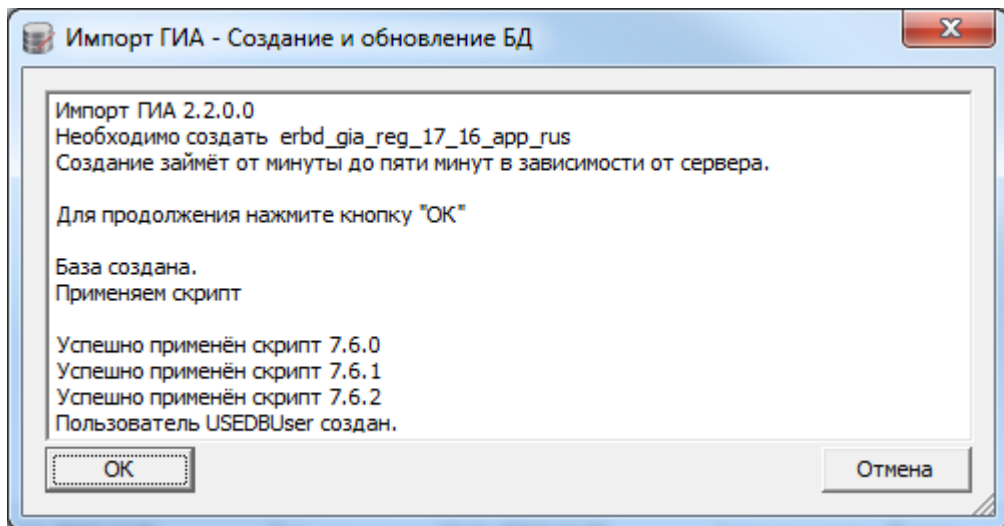 Импорт ГИА - Создание и обновление БД
Импорт ГИА 2.2.0.0
Необходимо создать erbd_gia_reg_17_16_app_rus
Создание займёт от минуты до пяти минут в зависимости от сервера.
Для продолжения нажмите кнопку "ОК"
База создана.
Применяем скрипт
Успешно применён скрипт 7.6.0
Успешно применён скрипт 7.6.1
Успешно применён скрипт 7.6.2
Пользователь USEDBUser создан.
ОК
Отмена